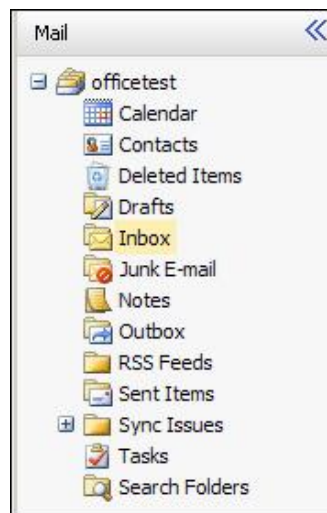 Mail
officetest
Calendar
Contacts
Deleted Items
Drafts
Inbox
Junk E-mail
Notes
Outbox
RSS Feeds
Sent Items
Sync Issues
Tasks
Search Folders